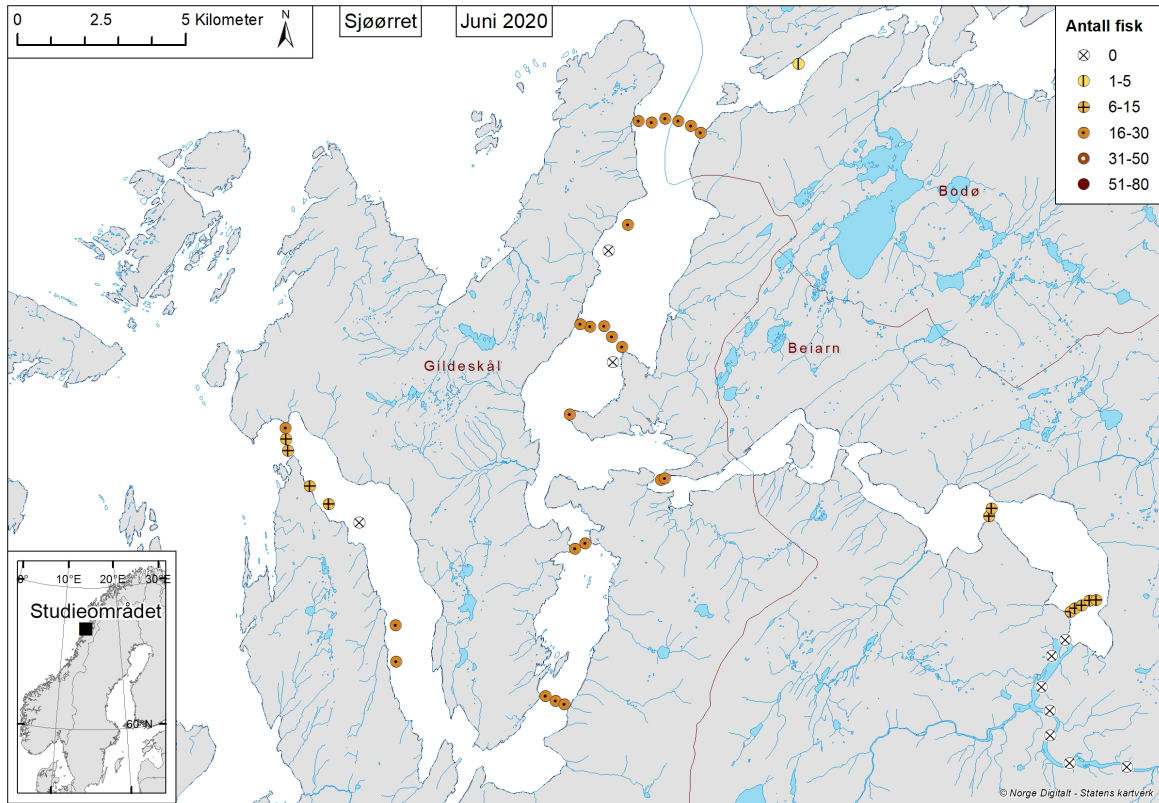 0 2.5 5 Kilometer
N
Sjøørret
Juni 2020
Antall fisk
0
1-5
6-15
16-30
31-50
51-80
Bodø
Beiarn
Gildeskål
0° 10°E 20°E 30°E
Studieområdet
60°N
© Norge Digitalt - Statens kartverk